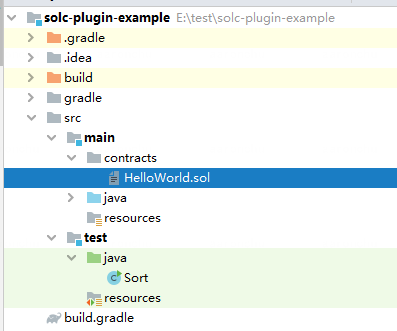 solc-plugin-example E:\test\solc-plugin-example
.gradle
.idea
build
gradle
src
main
contracts
HelloWorld.sol
java
resources
test
java
C Sort
resources
build.gradle